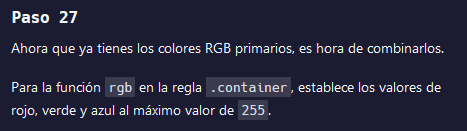 Paso 27
Ahora que ya tienes los colores RGB primarios, es hora de combinarlos.
Para la función rgb en la regla .container, establece los valores de
rojo, verde y azul al máximo valor de 255.